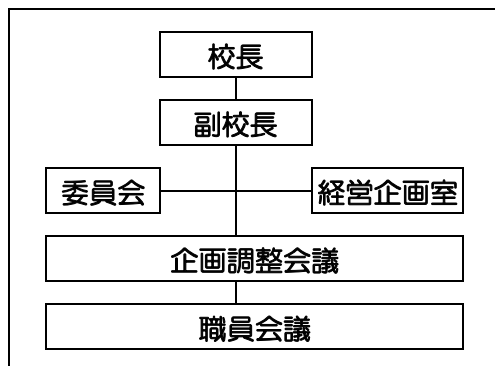 校長
副校長
委員会
経営企画室
企画調整会議
職員会議